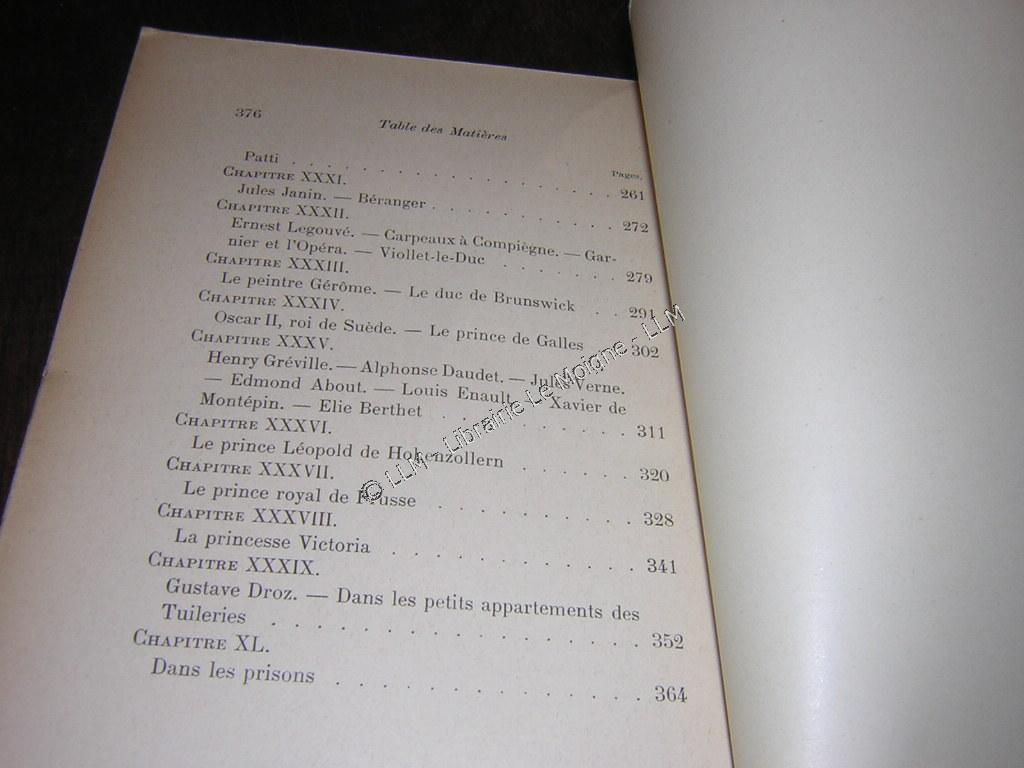 376
Table des Matières
Pages.
Patti . . . . . . . . . . . . . . . . 261
CHAPITRE XXXI.
Jules Janin. — Béranger . . . . . . . . . . 272
CHAPITRE XXXII.
Ernest Legouvé. — Carpeaux à Compiègne. — Gar-
nier et l'Opéra. — Viollet-le-Duc . . . . . . . 279
CHAPITRE XXXIII.
Le peintre Gérôme. — Le duc de Brunswick . . 291
CHAPITRE XXXIV.
Oscar II, roi de Suède. — Le prince de Galles . . 302
CHAPITRE XXXV.
Henry Gréville. — Alphonse Daudet. — Jules Verne.
— Edmond About. — Louis Enault. — Xavier de
Montépin. — Elie Berthet . . . . . . . . . . 311
CHAPITRE XXXVI.
Le prince Léopold de Hohenzollern . . . . . . 320
CHAPITRE XXXVII.
Le prince royal de Prusse . . . . . . . . . . 328
CHAPITRE XXXVIII.
La princesse Victoria . . . . . . . . . . . 341
CHAPITRE XXXIX.
Gustave Droz. — Dans les petits appartements des
Tuileries . . . . . . . . . . . . . . . . 352
CHAPITRE XL.
Dans les prisons . . . . . . . . . . . . 364
© LLM - Librairie Le Moigne - LLM